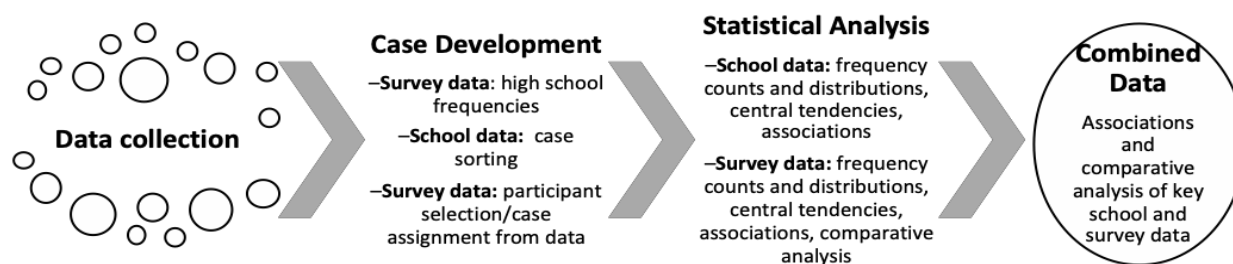 Data collection
Case Development
–Survey data: high school
frequencies
–School data:  case
sorting
–Survey data: participant
selection/case
assignment from data
Statistical Analysis
–School data: frequency
counts and distributions,
central tendencies,
associations
–Survey data: frequency
counts and distributions,
central tendencies,
associations, comparative
analysis
Combined
Data
Associations
and
comparative
analysis of key
school and
survey data